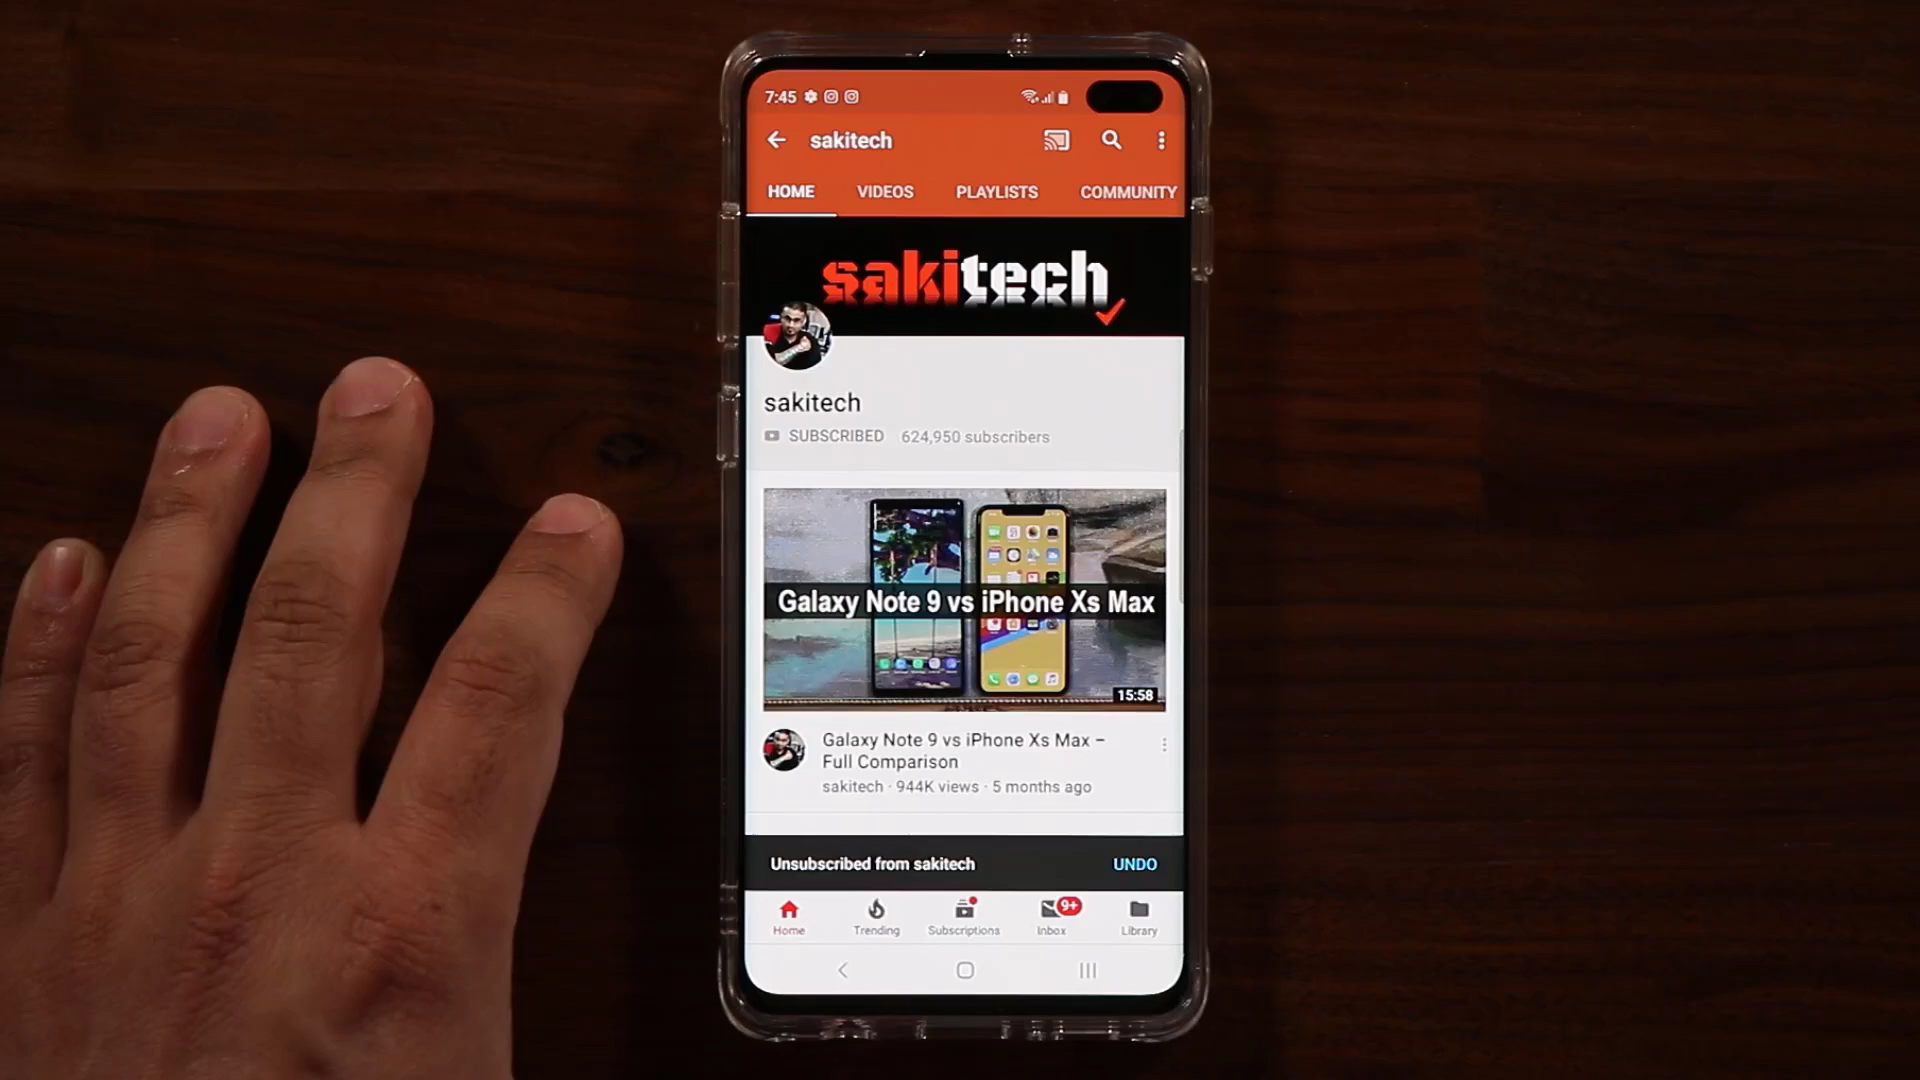 7:45
sakitech
HOME VIDEOS PLAYLISTS COMMUNITY
sakitech
sakitech
SUBSCRIBED 624,950 subscribers
Galaxy Note 9 vs iPhone Xs Max
15:58
Galaxy Note 9 vs iPhone Xs Max –
Full Comparison
sakitech · 944K views · 5 months ago
Unsubscribed from sakitech UNDO
9+
Home Trending Subscriptions Inbox Library